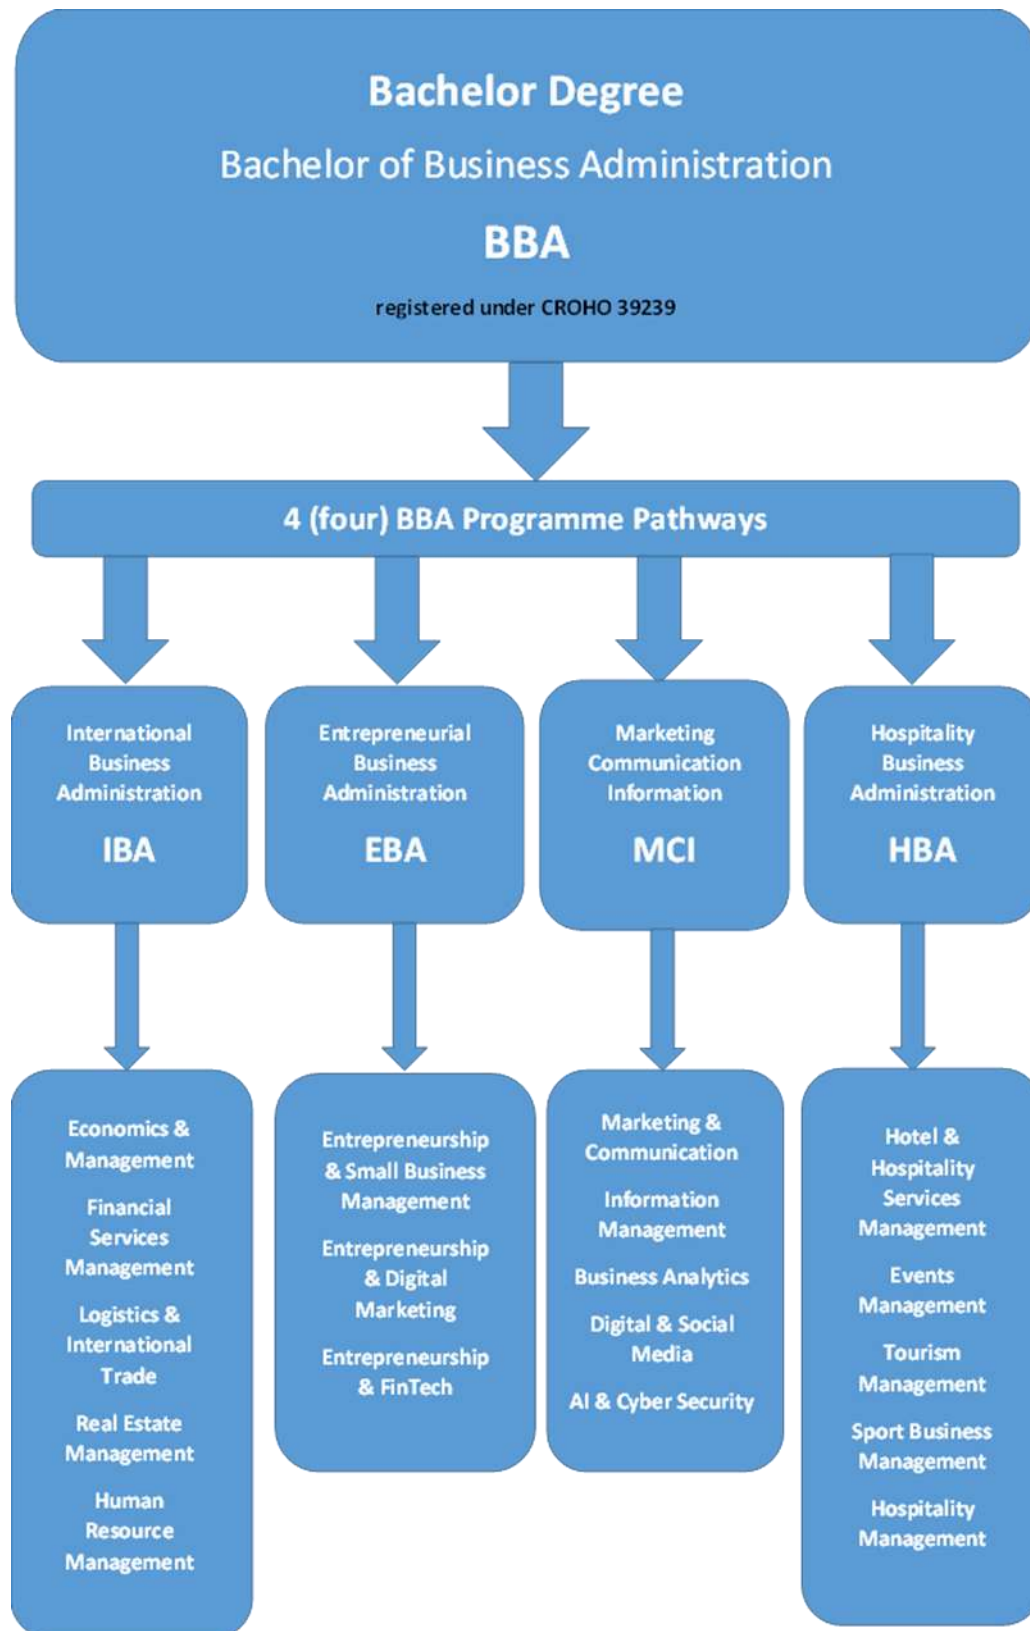 Bachelor Degree
Bachelor of Business Administration
BBA
registered under CROHO 39239
4 (four) BBA Programme Pathways
International
Business
Administration
IBA
Entrepreneurial
Business
Administration
EBA
Marketing
Communication
Information
MCI
Hospitality
Business
Administration
HBA
Economics &
Management
Financial
Services
Management
Logistics &
International
Trade
Real Estate
Management
Human
Resource
Management
Entrepreneurship
& Small Business
Management
Entrepreneurship
& Digital
Marketing
Entrepreneurship
& FinTech
Marketing &
Communication
Information
Management
Business Analytics
Digital & Social
Media
AI & Cyber Security
Hotel &
Hospitality
Services
Management
Events
Management
Tourism
Management
Sport Business
Management
Hospitality
Management